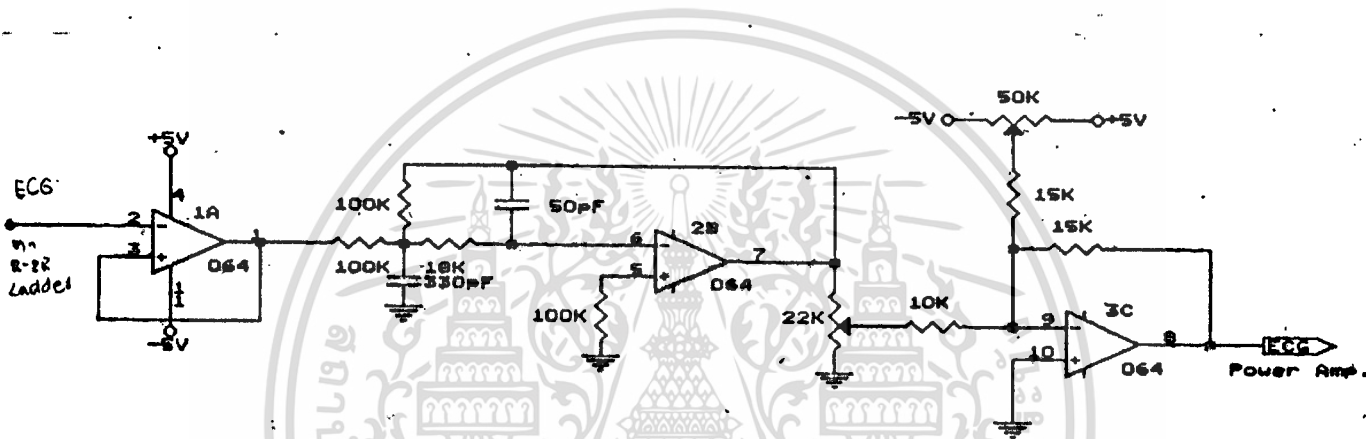 ECG
R-2R
Ladder
+5V
4
2
-
1A
3
+
1
064
11
-5V
100K
50pF
100K
10K
330pF
6
-
2B
7
5
+
064
100K
22K
10K
-5V
50K
+5V
15K
15K
9
-
3C
8
10
+
064
ECG
Power Amp.